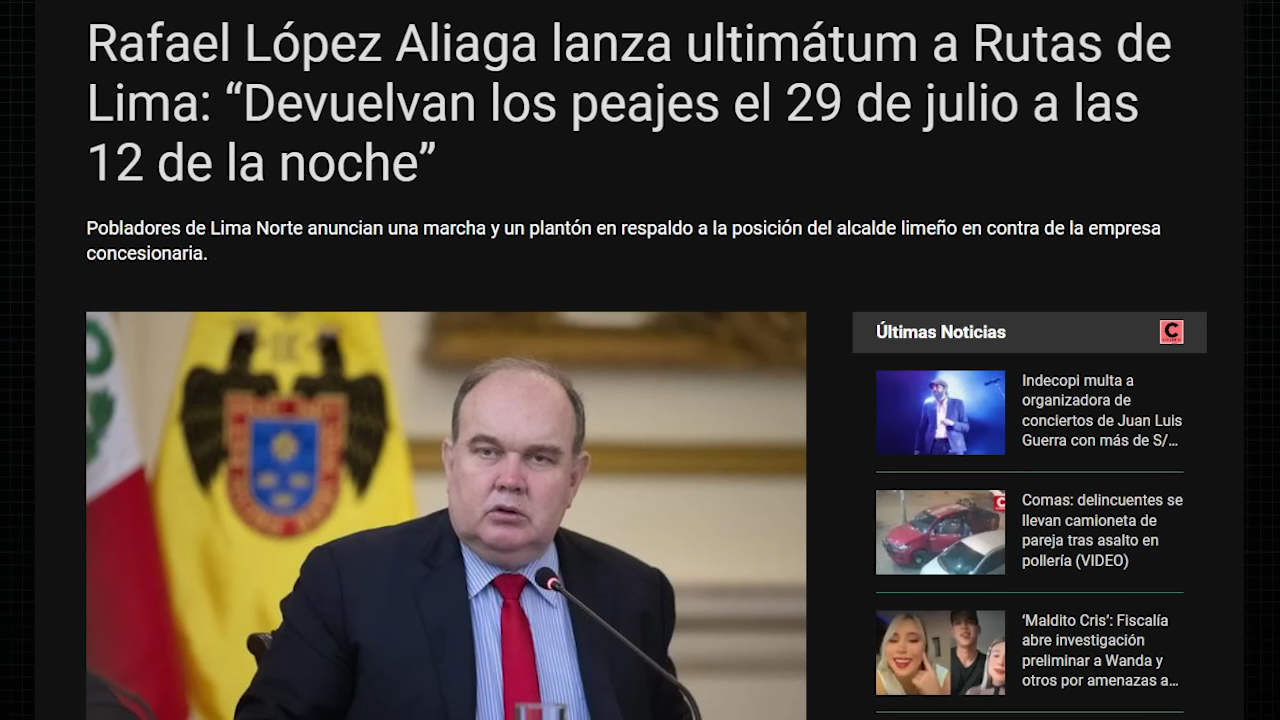 Rafael López Aliaga lanza ultimátum a Rutas de
Lima: “Devuelvan los peajes el 29 de julio a las
12 de la noche”
Pobladores de Lima Norte anuncian una marcha y un plantón en respaldo a la posición del alcalde limeño en contra de la empresa
concesionaria.
Últimas Noticias
C
Indecopi multa a
organizadora de
conciertos de Juan Luis
Guerra con más de S/...
Comas: delincuentes se
llevan camioneta de
pareja tras asalto en
pollería (VIDEO)
‘Maldito Cris’: Fiscalía
abre investigación
preliminar a Wanda y
otros por amenazas a...